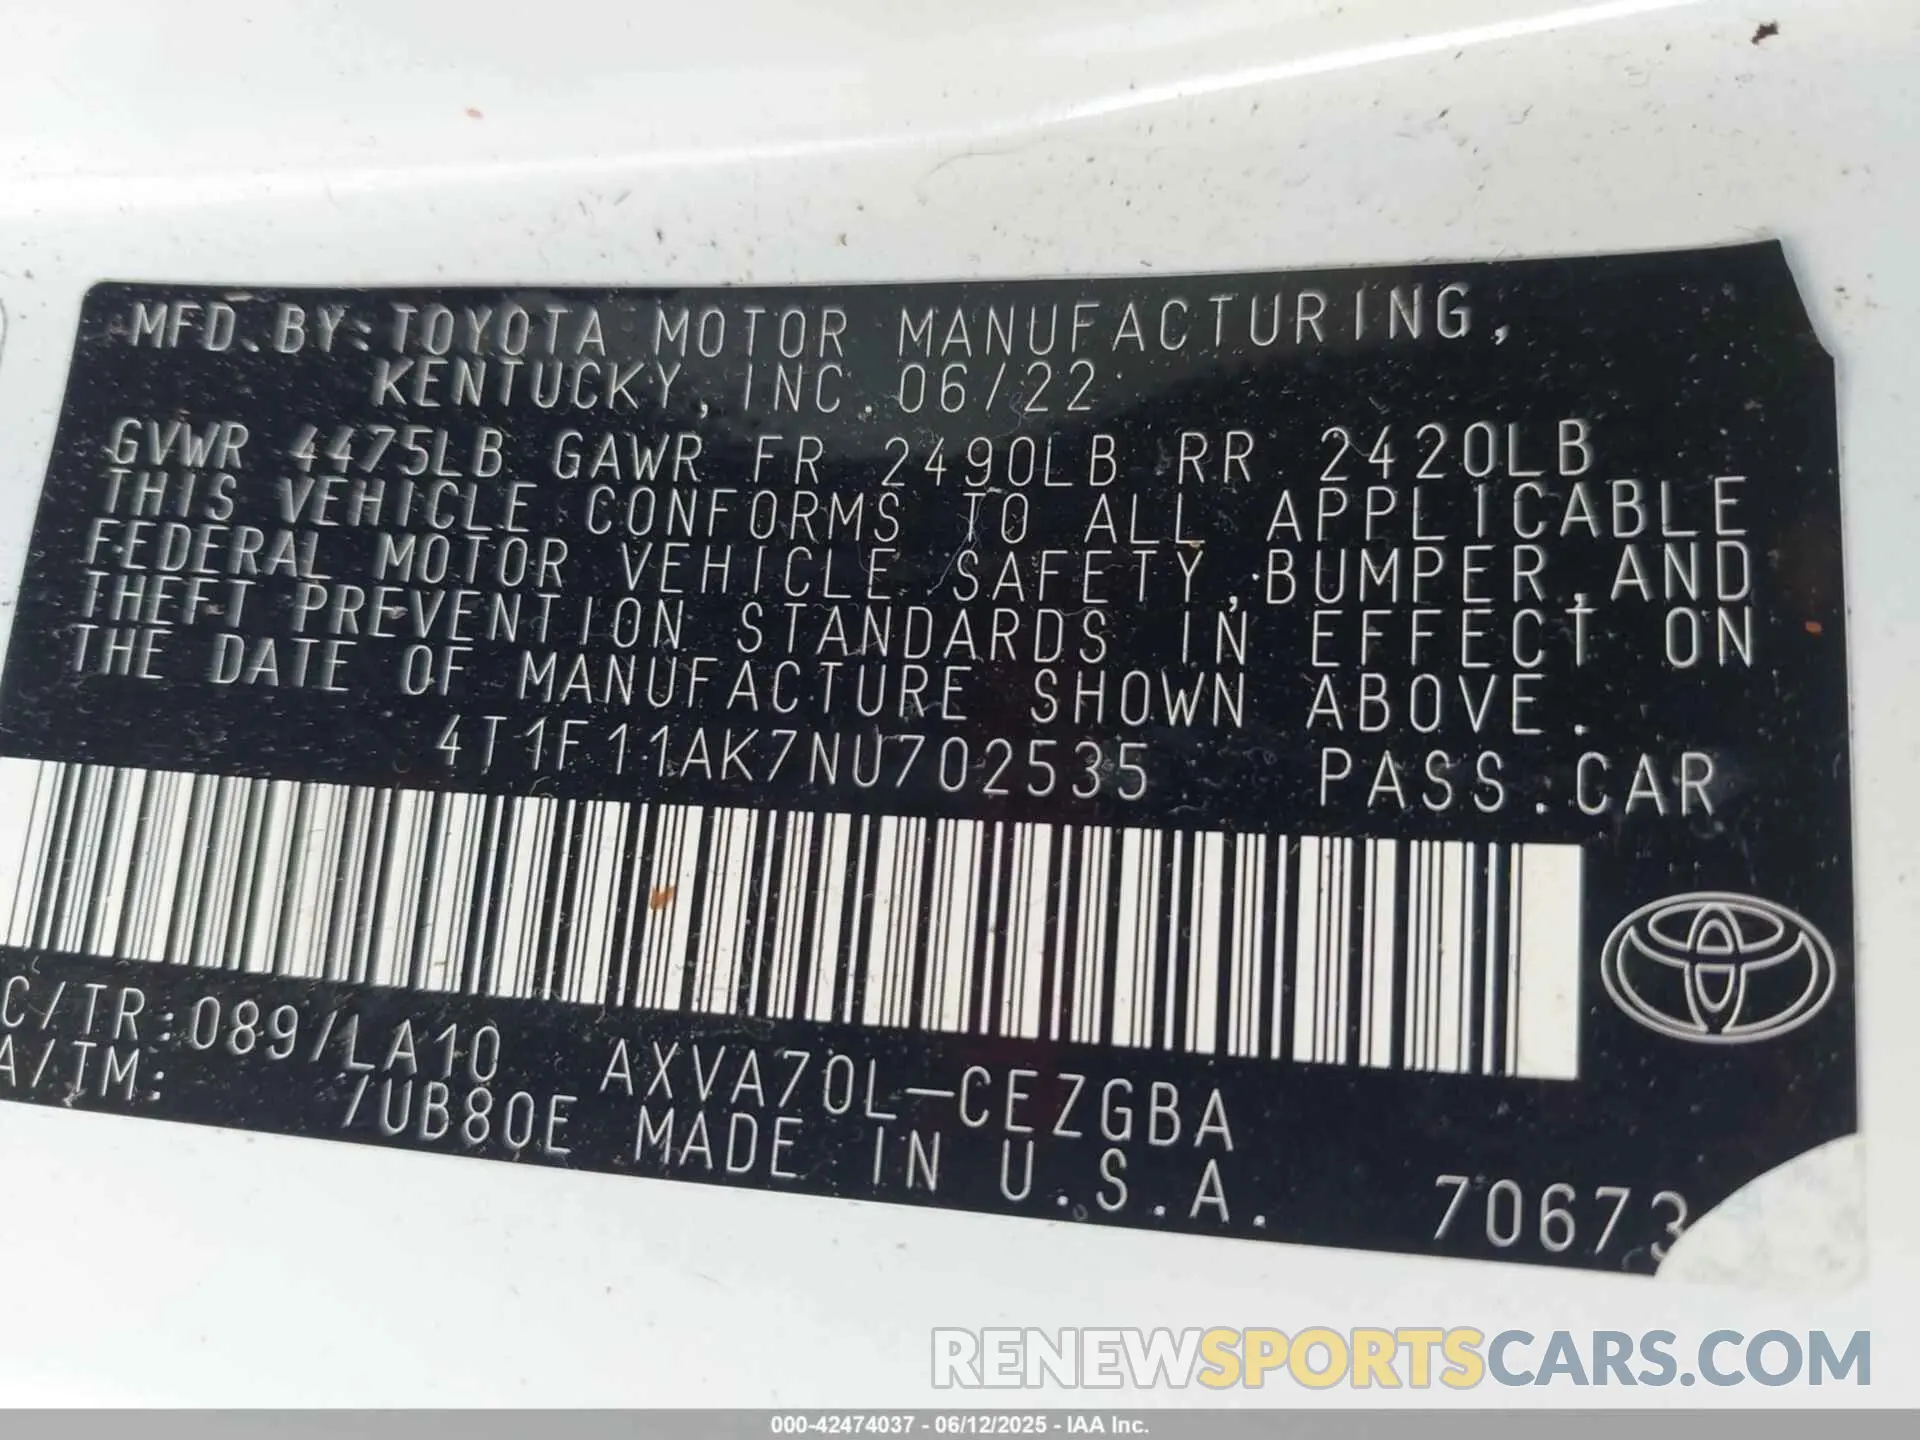 MFD.BY:TOYOTA MOTOR MANUFACTURING,
KENTUCKY, INC. 06/22
GVWR 4475LB GAWR FR 2490LB RR 2420LB
THIS VEHICLE CONFORMS TO ALL APPLICABLE
FEDERAL MOTOR VEHICLE SAFETY,BUMPER,AND
THEFT PREVENTION STANDARDS IN EFFECT ON
THE DATE OF MANUFACTURE SHOWN ABOVE.
4T1F11AK7NU702535 PASS.CAR
C/TR:089/LA10 AXVA70L-CEZGBA
A/TM: /UB80E MADE IN U.S.A.
70673
RENEWSPORTSCARS.COM
000-42474037 - 06/12/2025 - IAA Inc.